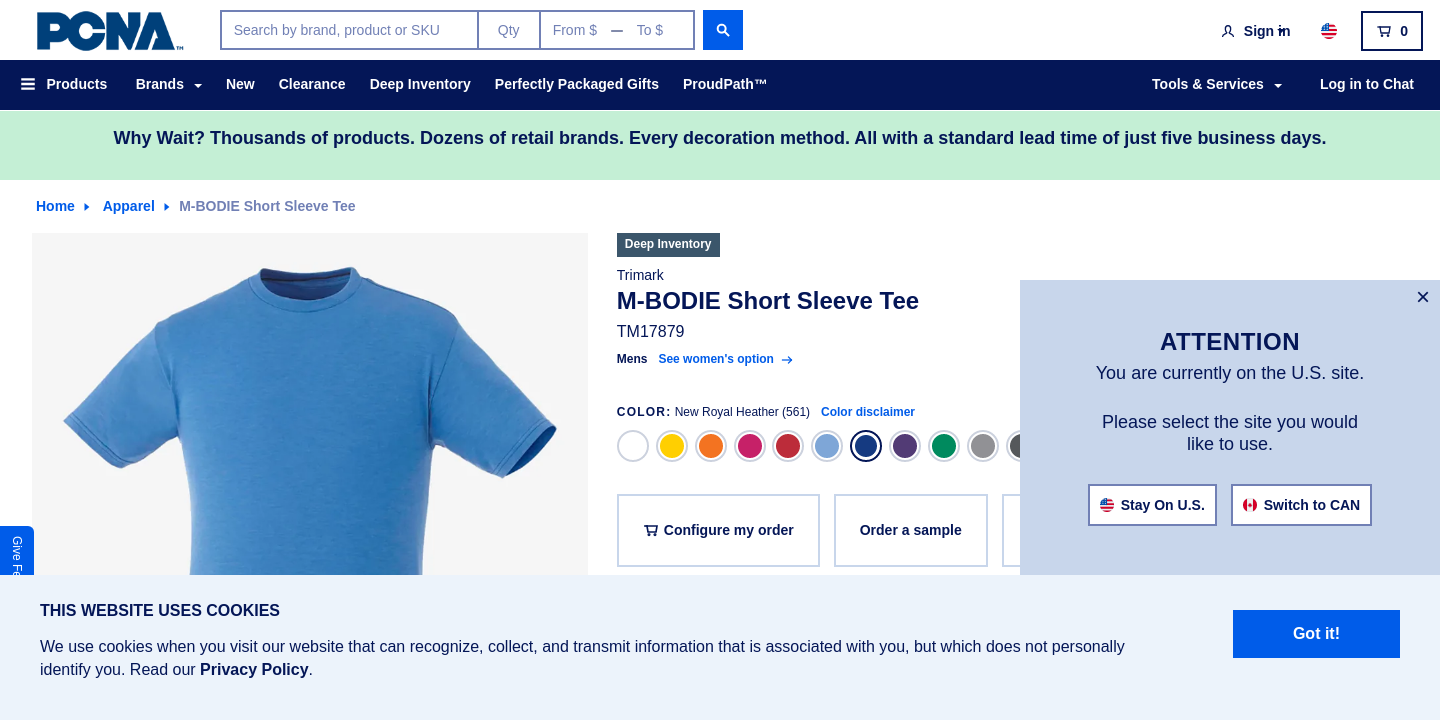 PCNA™
Search by brand, product or SKU
Qty
From $ — To $
Sign in
0
Products
Brands
New
Clearance
Deep Inventory
Perfectly Packaged Gifts
ProudPath™
Tools & Services
Log in to Chat
Why Wait? Thousands of products. Dozens of retail brands. Every decoration method. All with a standard lead time of just five business days.
Home
Apparel
M-BODIE Short Sleeve Tee
Deep Inventory
Trimark
M-BODIE Short Sleeve Tee
TM17879
Mens See women's option
COLOR: New Royal Heather (561) Color disclaimer
Configure my order
Order a sample
×
ATTENTION
You are currently on the U.S. site.
Please select the site you would
like to use.
Stay On U.S.
Switch to CAN
Give
THIS WEBSITE USES COOKIES
We use cookies when you visit our website that can recognize, collect, and transmit information that is associated with you, but which does not personally
identify you. Read our Privacy Policy.
Got it!